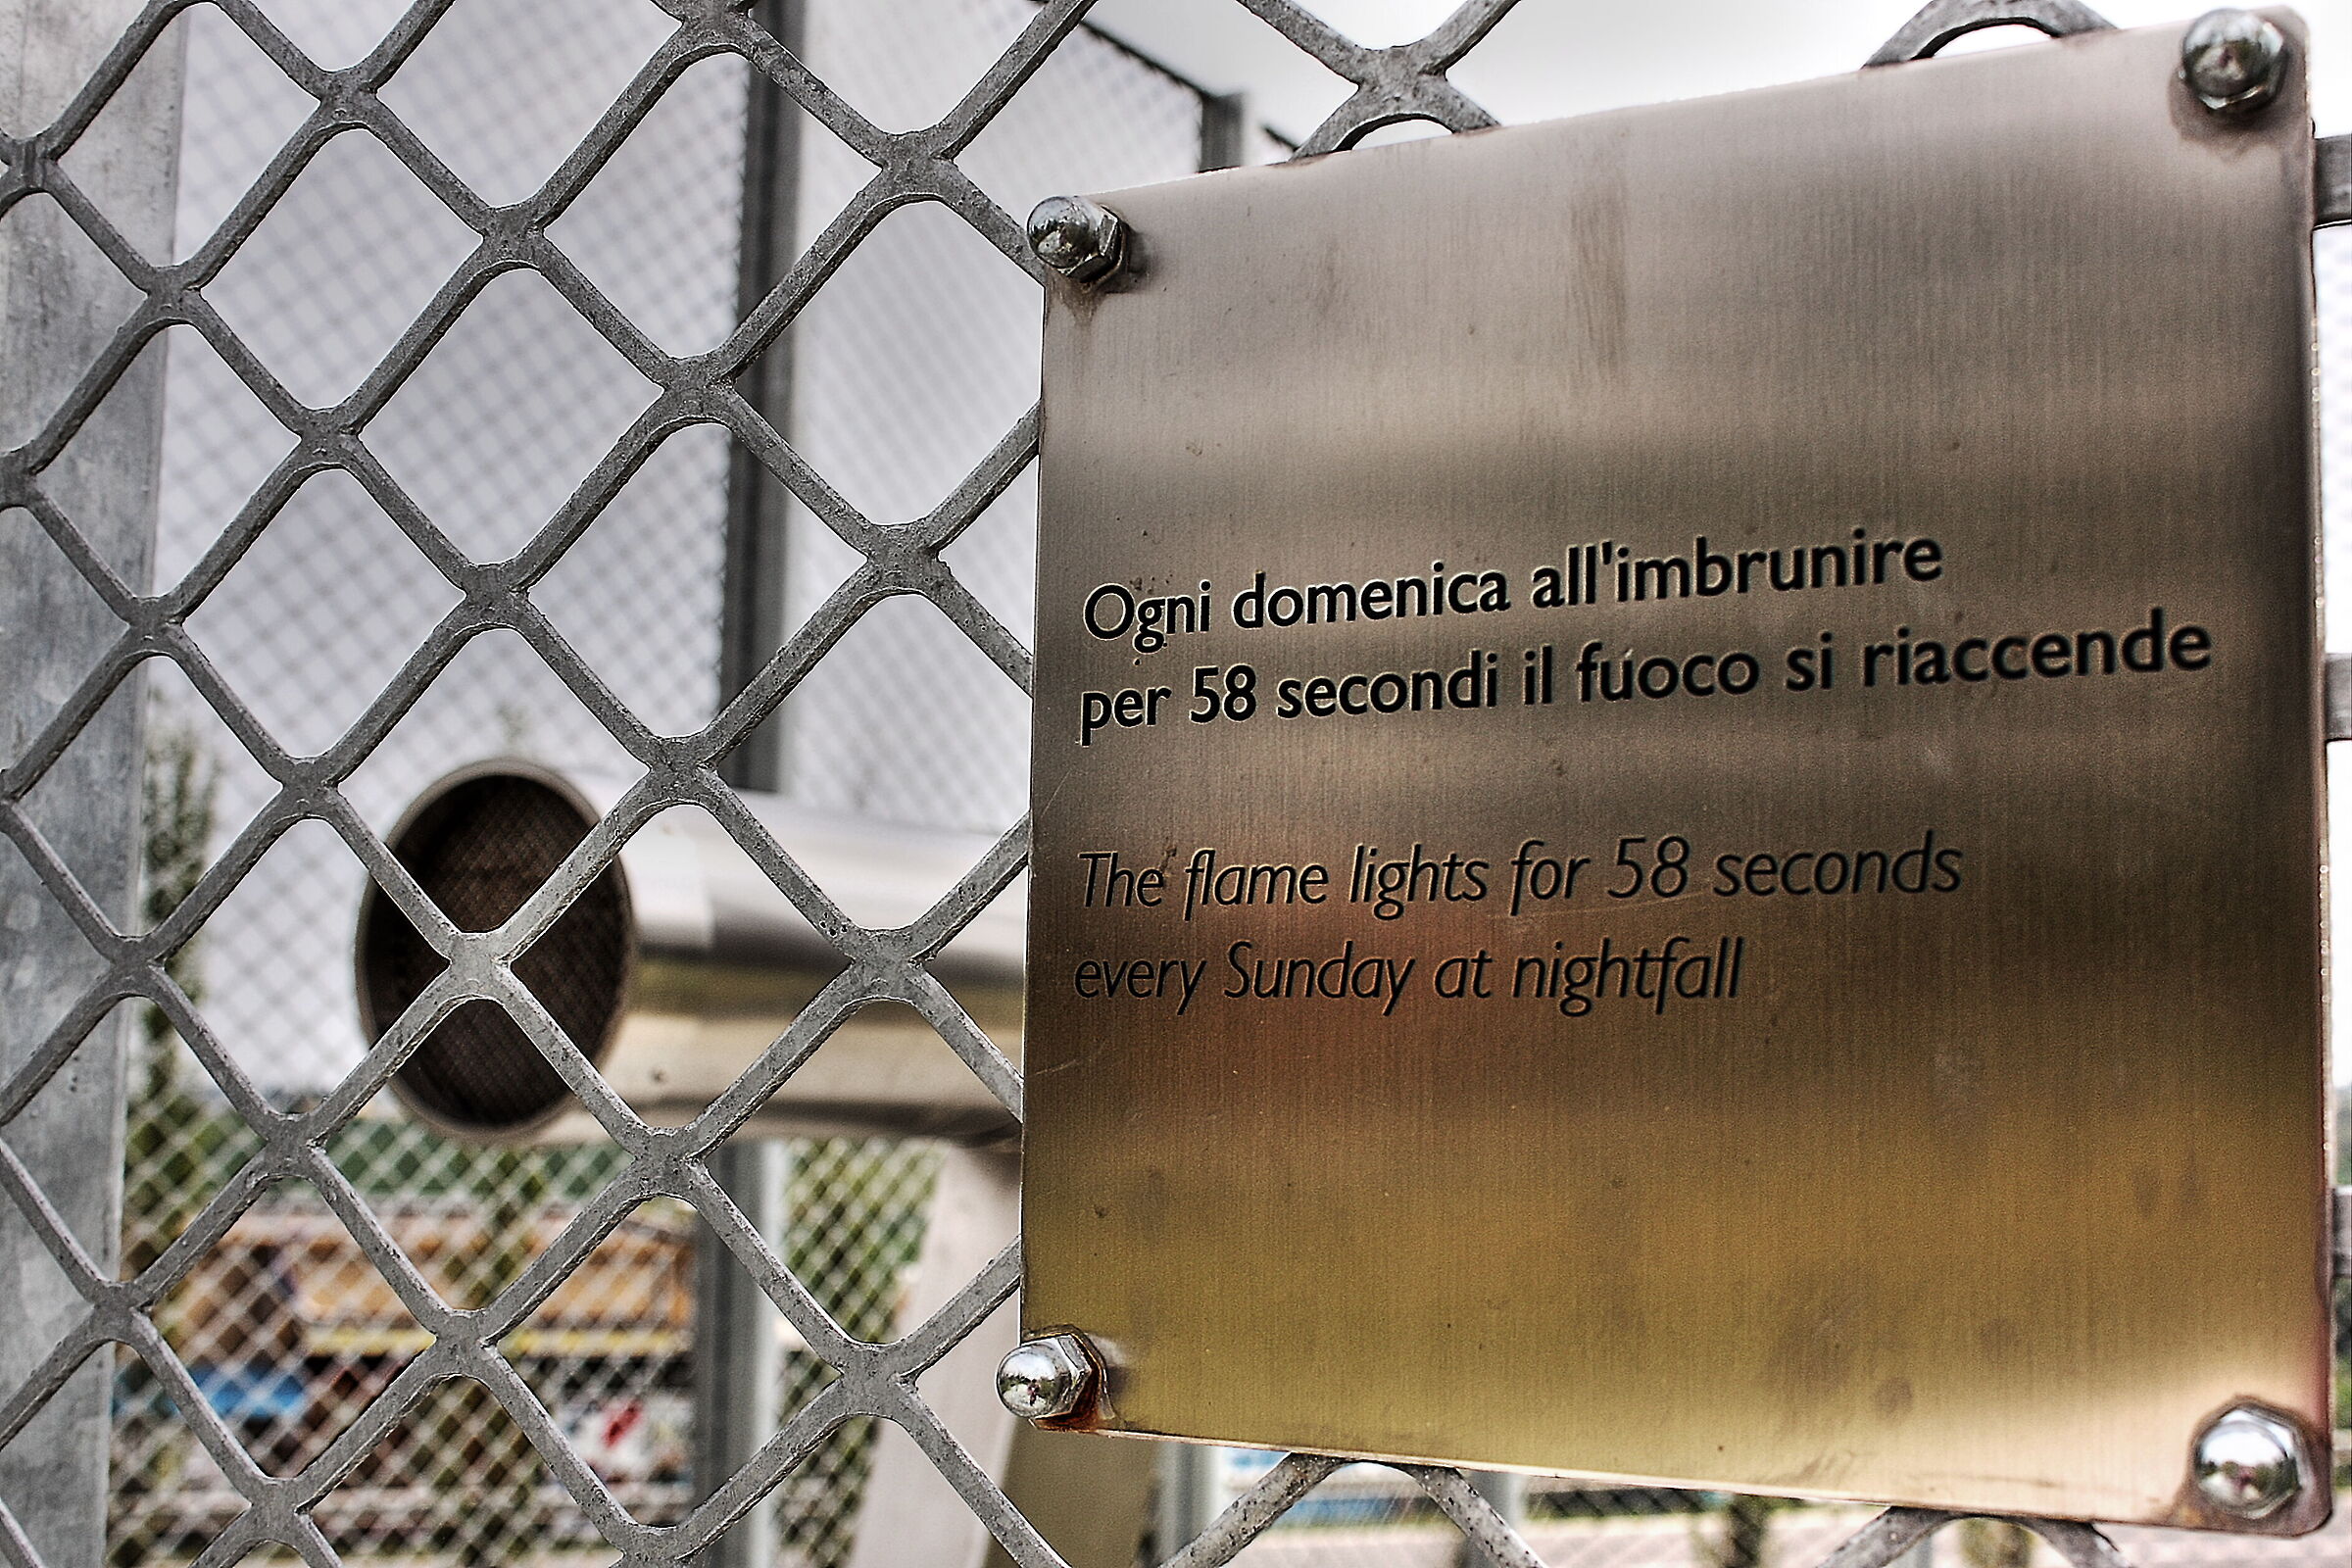 Ogni domenica all'imbrunire
per 58 secondi il fuoco si riaccende
The flame lights for 58 seconds
every Sunday at nightfall